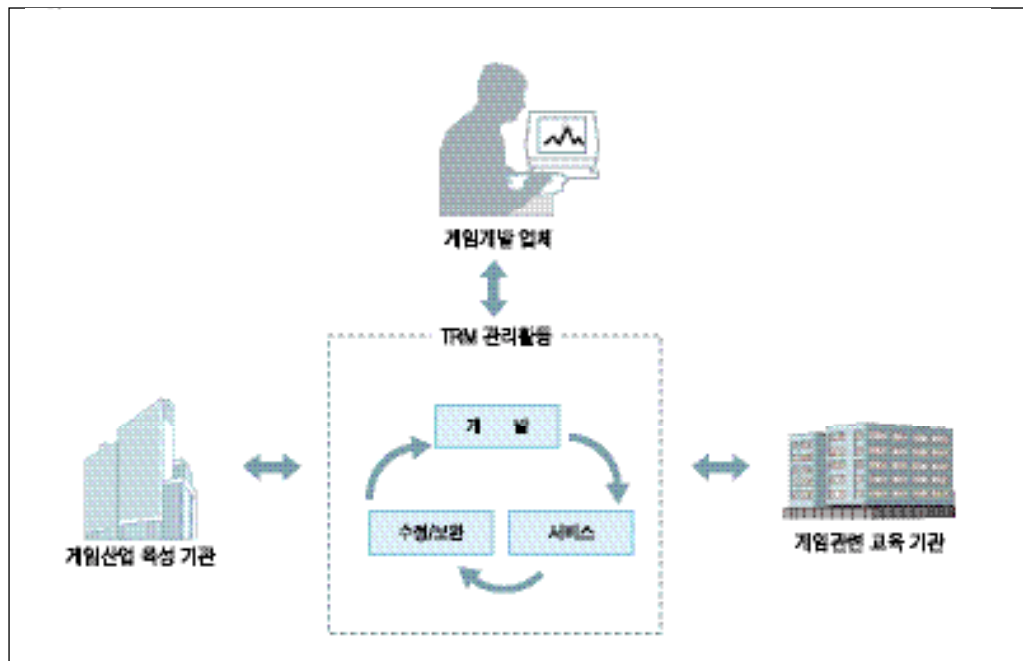 게임개발 업체
TRM 관리활동
개 발
수정/보완
서비스
게임산업 육성 기관
게임관련 교육 기관